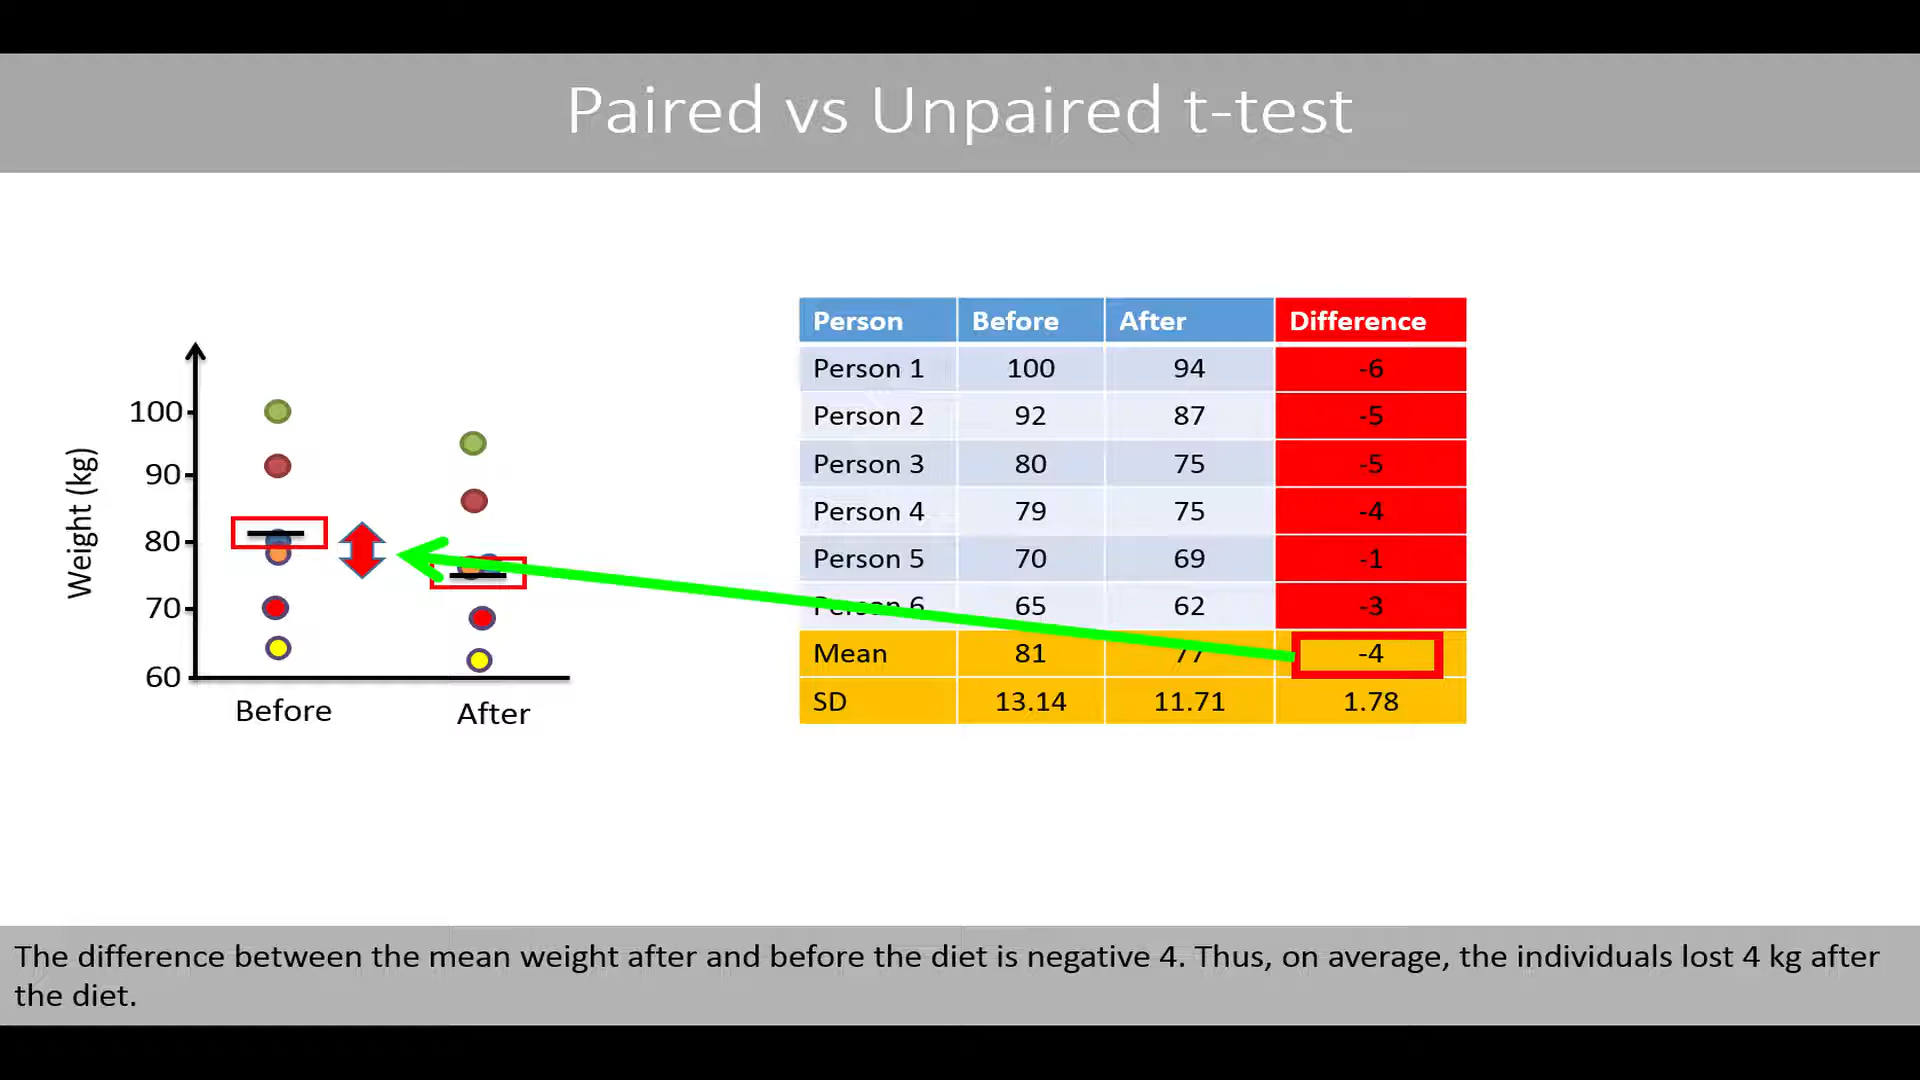 Paired vs Unpaired t-test
Weight (kg)
100
90
80
70
60
Before
After
Person Before After Difference
Person 1 100 94 -6
Person 2 92 87 -5
Person 3 80 75 -5
Person 4 79 75 -4
Person 5 70 69 -1
Person 6 65 62 -3
Mean 81 77 -4
SD 13.14 11.71 1.78
The difference between the mean weight after and before the diet is negative 4. Thus, on average, the individuals lost 4 kg after
the diet.